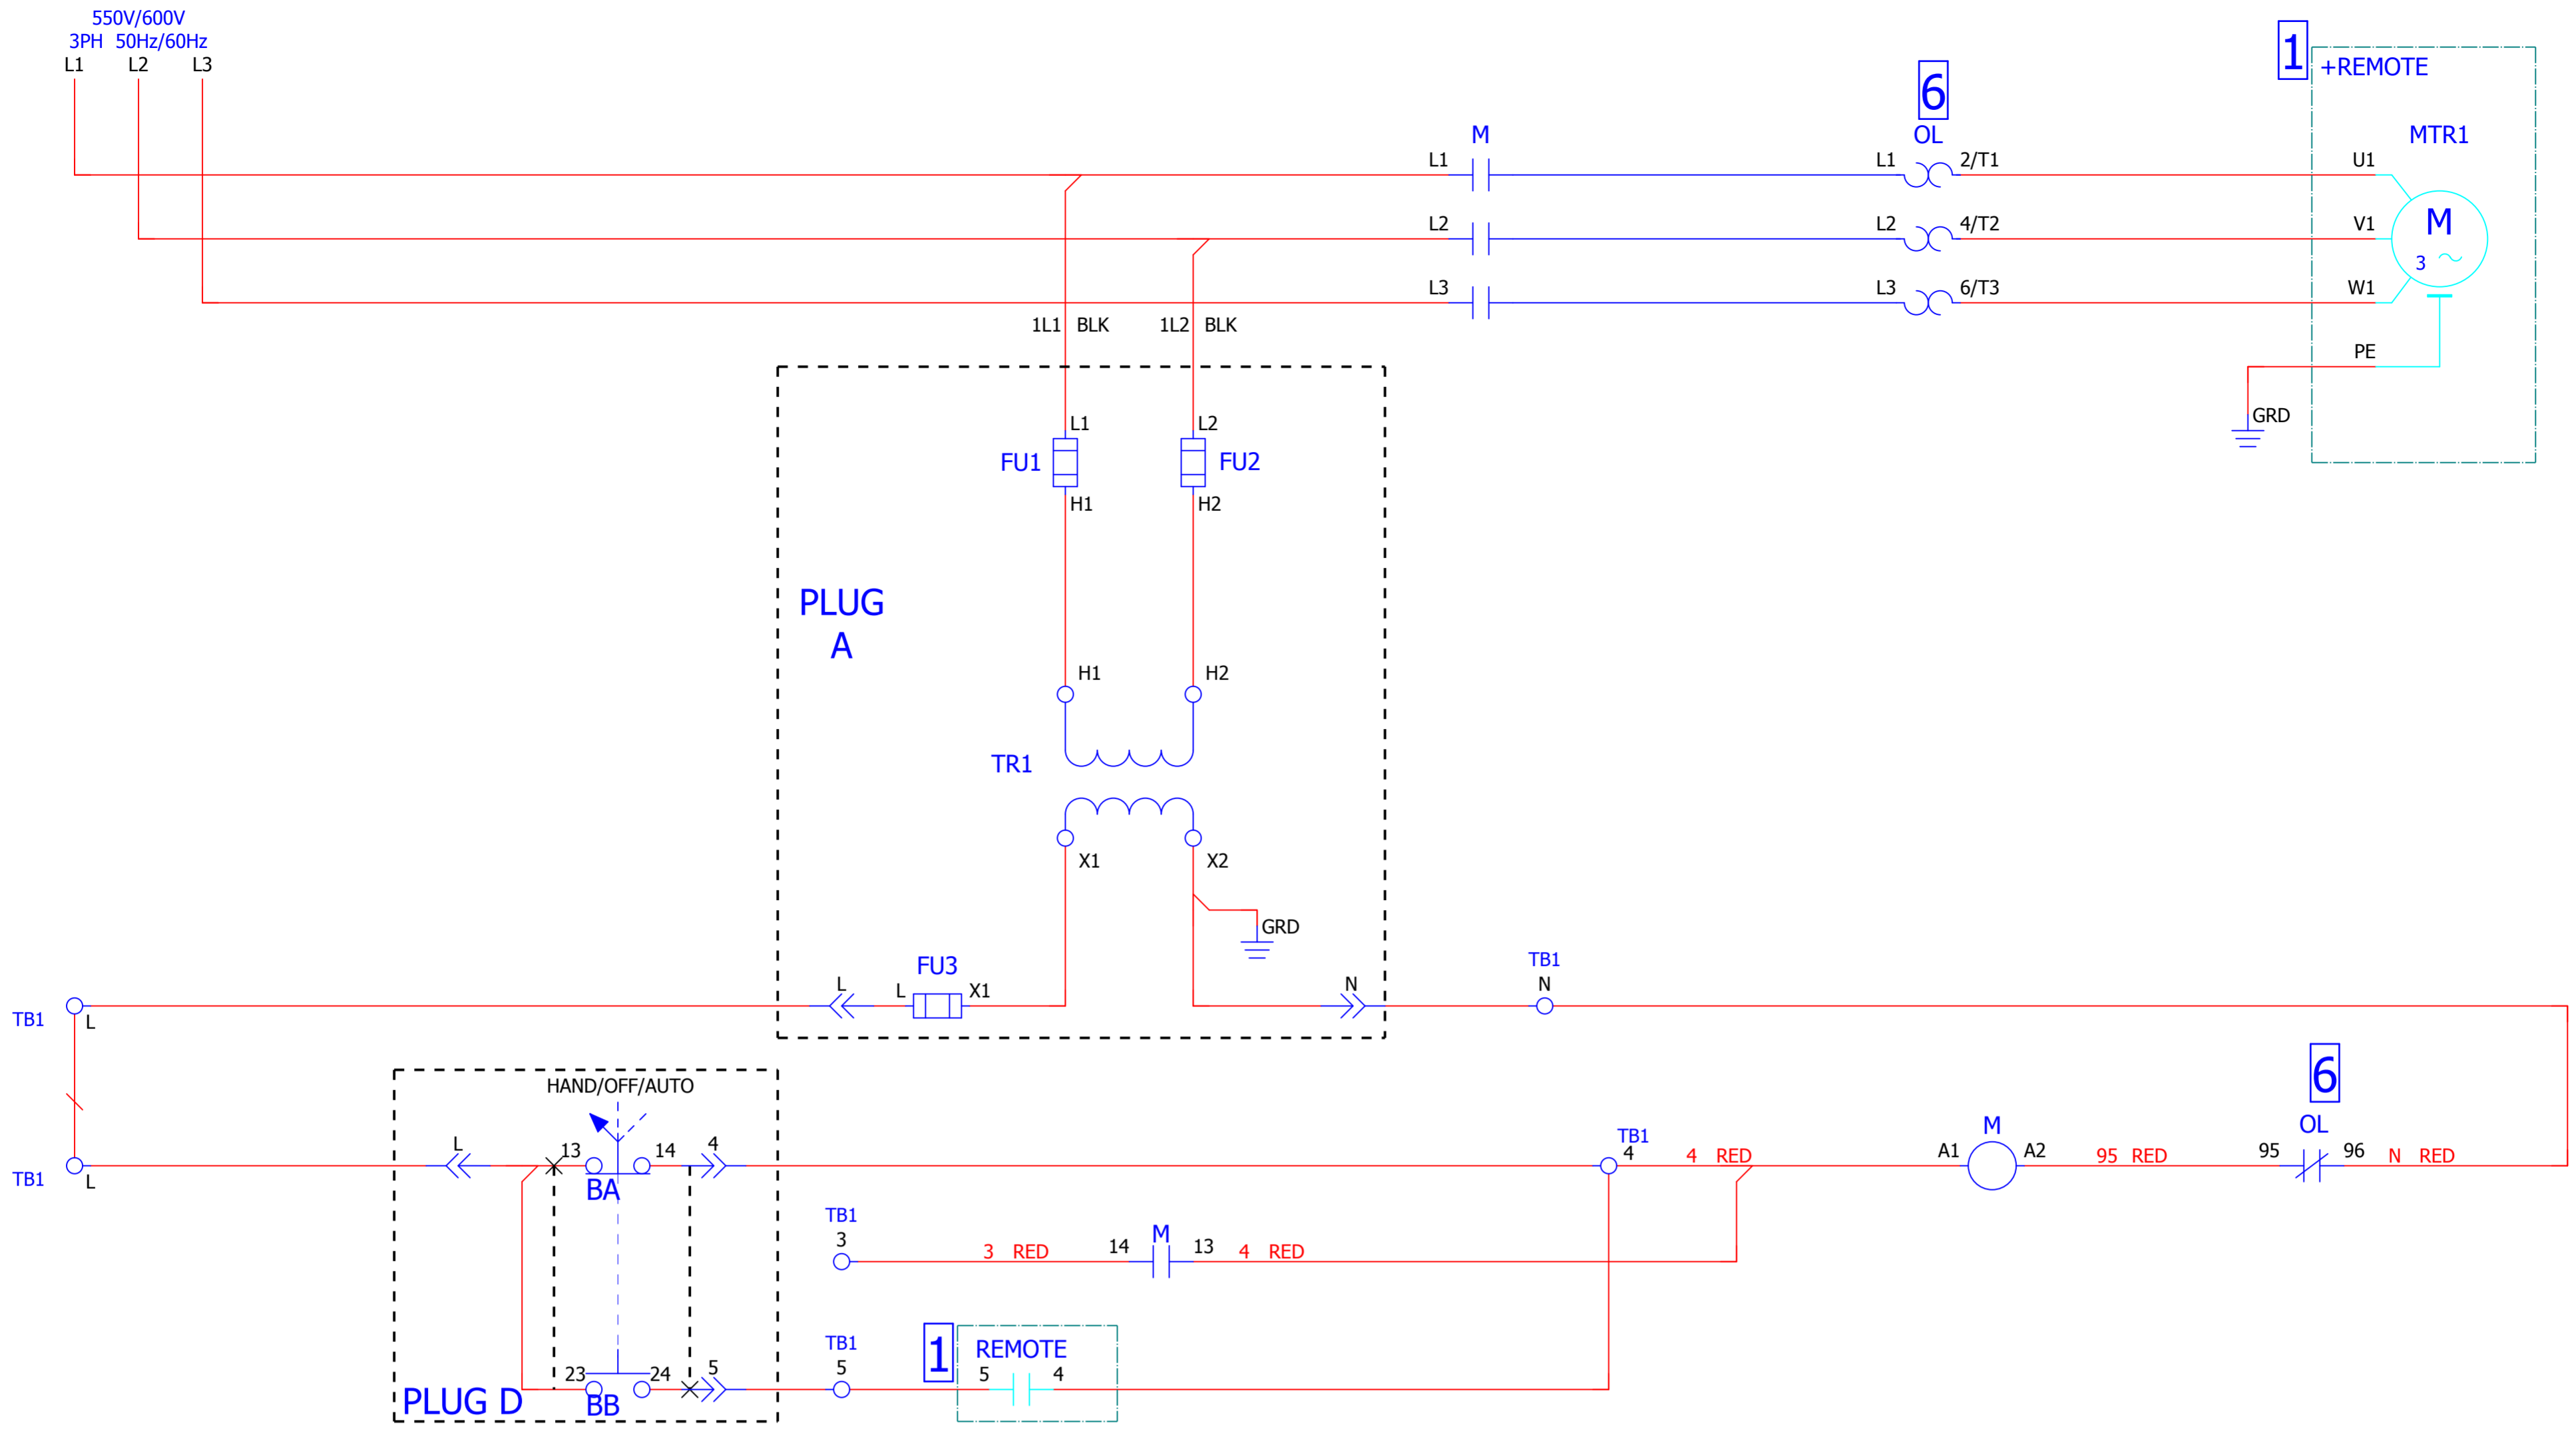 550V/600V
3PH 50Hz/60Hz
L1 L2 L3
1
+REMOTE
6
M
OL
MTR1
L1
L1
2/T1
U1
L2
L2
4/T2
V1
M
3
L3
L3
6/T3
W1
1L1 BLK
1L2 BLK
PE
GRD
L1
L2
FU1
FU2
H1
H2
PLUG
A
H1
H2
TR1
X1
X2
GRD
FU3
L
L
X1
N
TB1
N
TB1
L
6
HAND/OFF/AUTO
M
OL
L
13
14
4
TB1
4
4 RED
A1
A2
95 RED
95
96
N RED
TB1
L
BA
TB1
3
3 RED
14
M
13
4 RED
1
REMOTE
TB1
5
5
4
23
24
5
PLUG D
BB